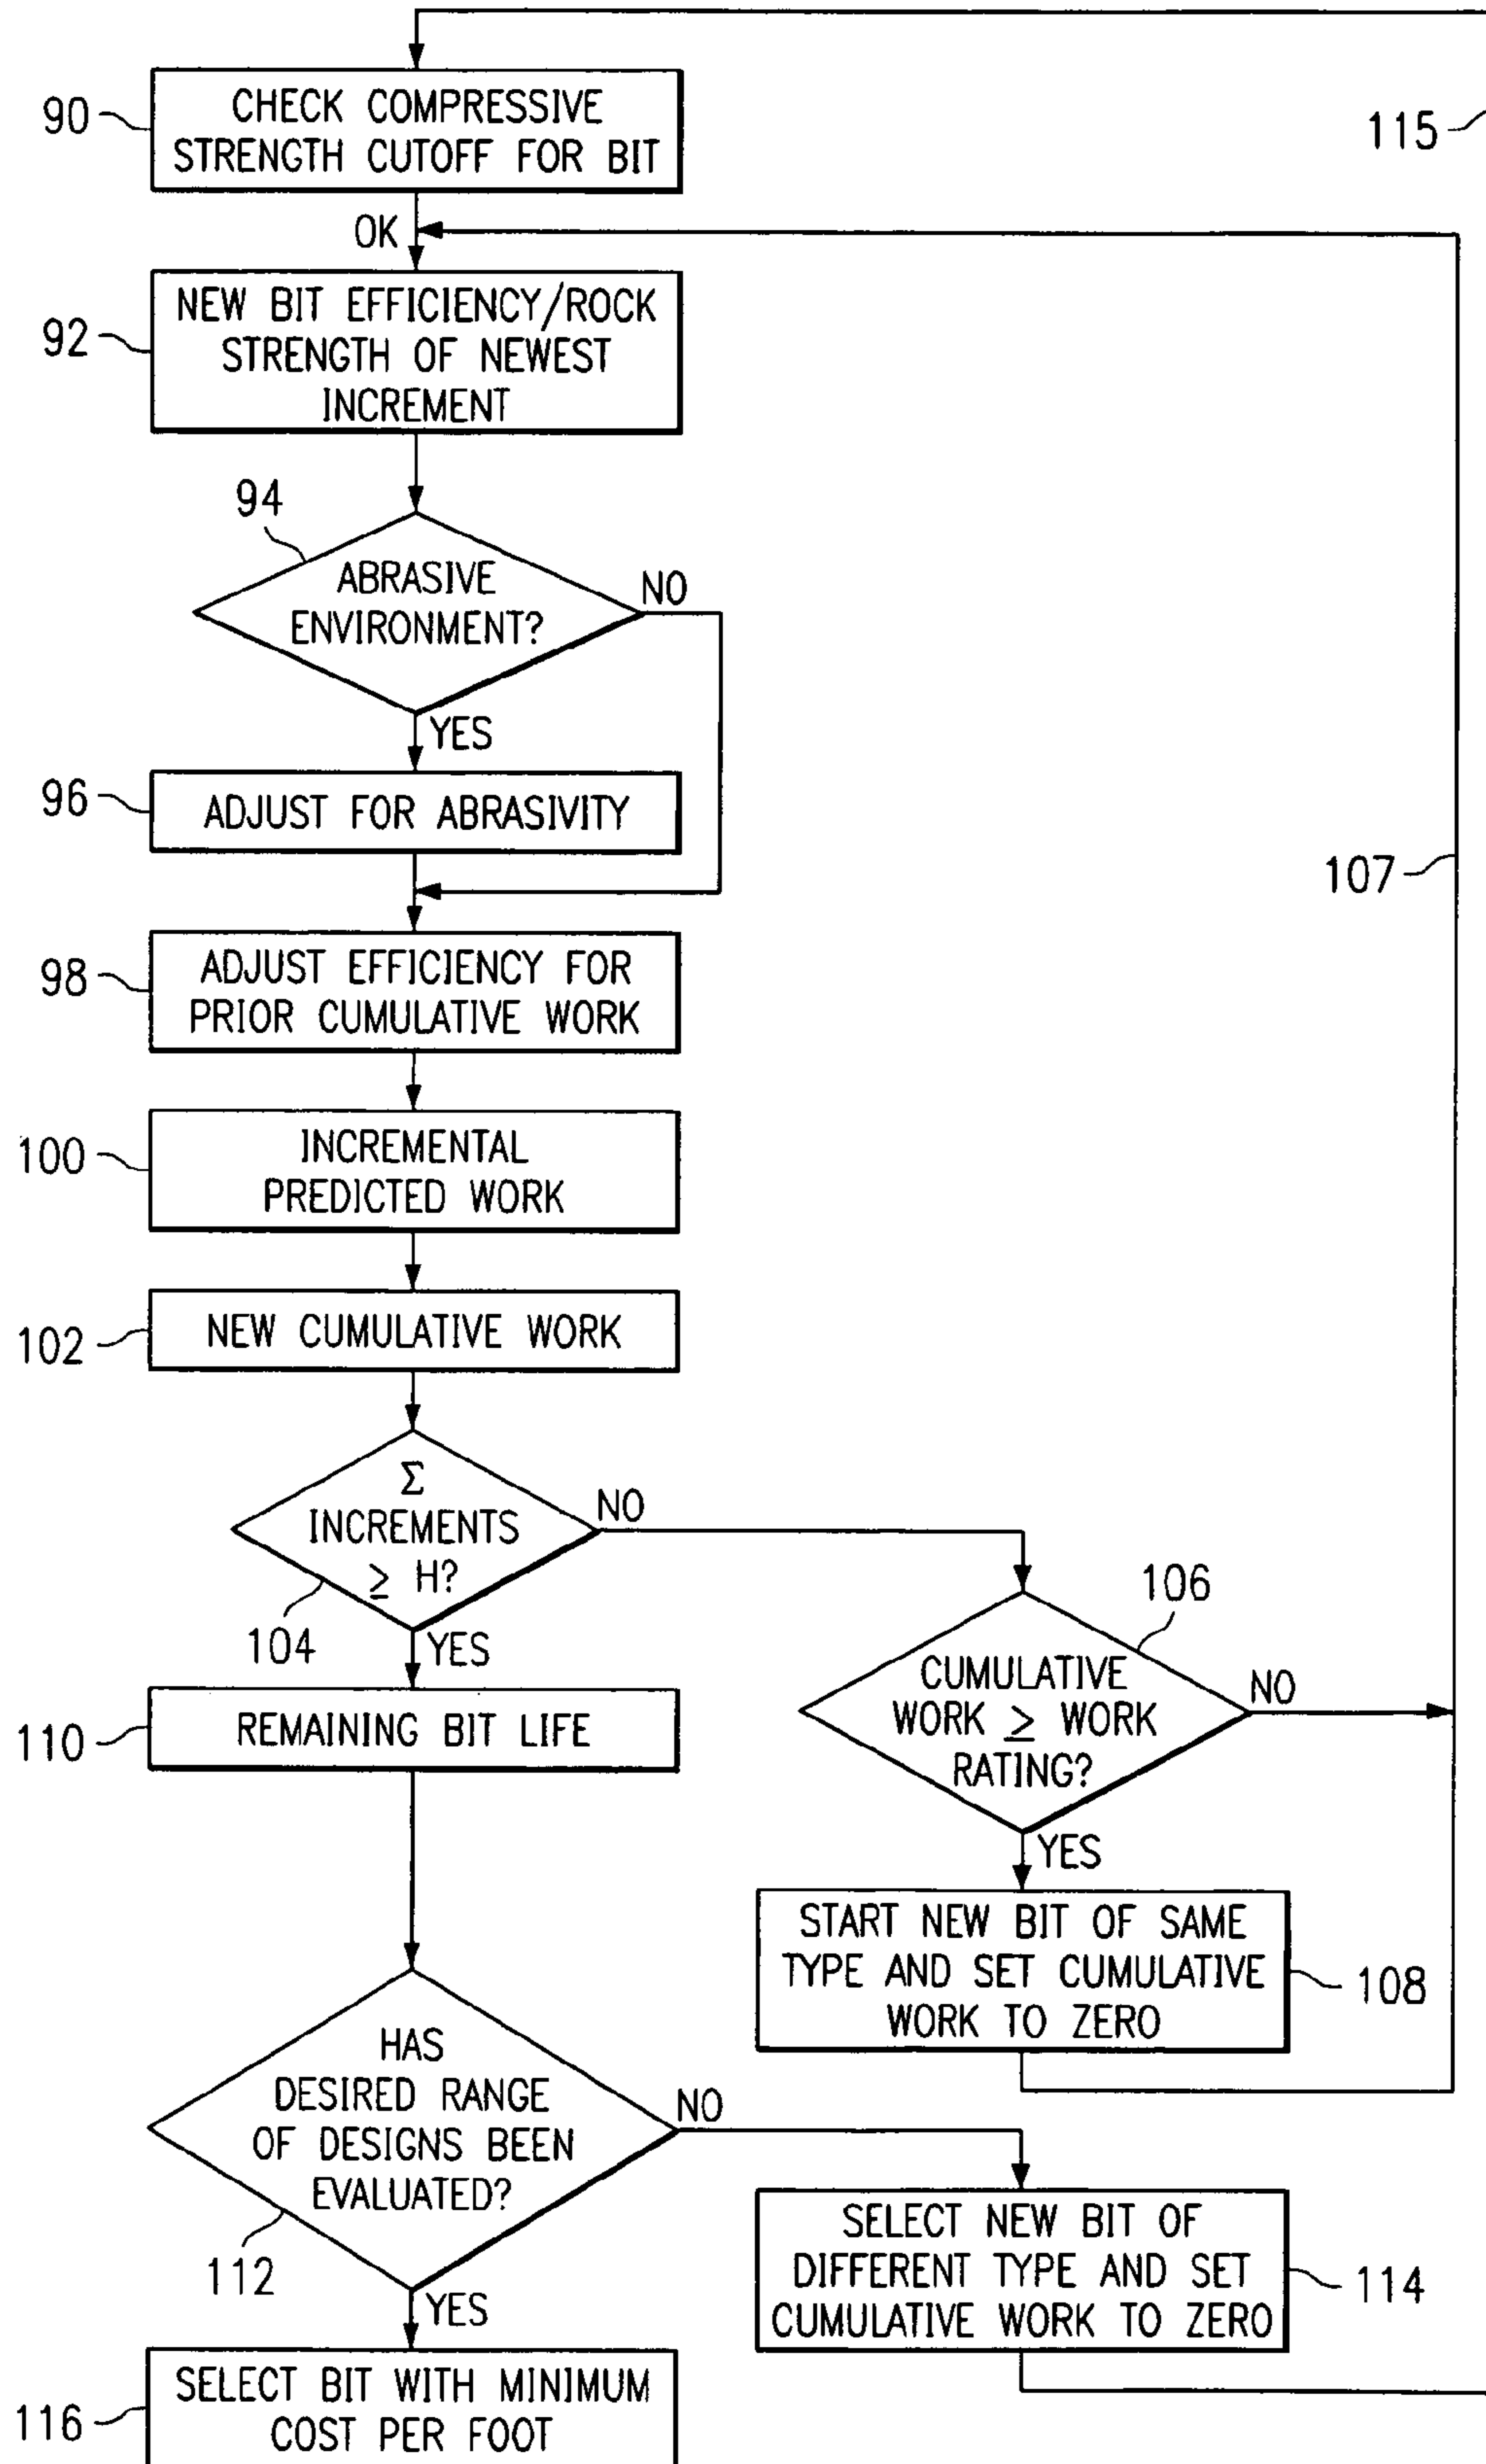 90
CHECK COMPRESSIVE
STRENGTH CUTOFF FOR BIT
115
OK
92
NEW BIT EFFICIENCY/ROCK
STRENGTH OF NEWEST
INCREMENT
94
ABRASIVE
ENVIRONMENT?
NO
YES
96
ADJUST FOR ABRASIVITY
107
98
ADJUST EFFICIENCY FOR
PRIOR CUMULATIVE WORK
100
INCREMENTAL
PREDICTED WORK
102
NEW CUMULATIVE WORK
Σ
INCREMENTS
≥ H?
NO
104
YES
106
CUMULATIVE
WORK ≥ WORK
RATING?
NO
YES
110
REMAINING BIT LIFE
START NEW BIT OF SAME
TYPE AND SET CUMULATIVE
WORK TO ZERO
108
HAS
DESIRED RANGE
OF DESIGNS BEEN
EVALUATED?
NO
112
YES
SELECT NEW BIT OF
DIFFERENT TYPE AND SET
CUMULATIVE WORK TO ZERO
114
116
SELECT BIT WITH MINIMUM
COST PER FOOT